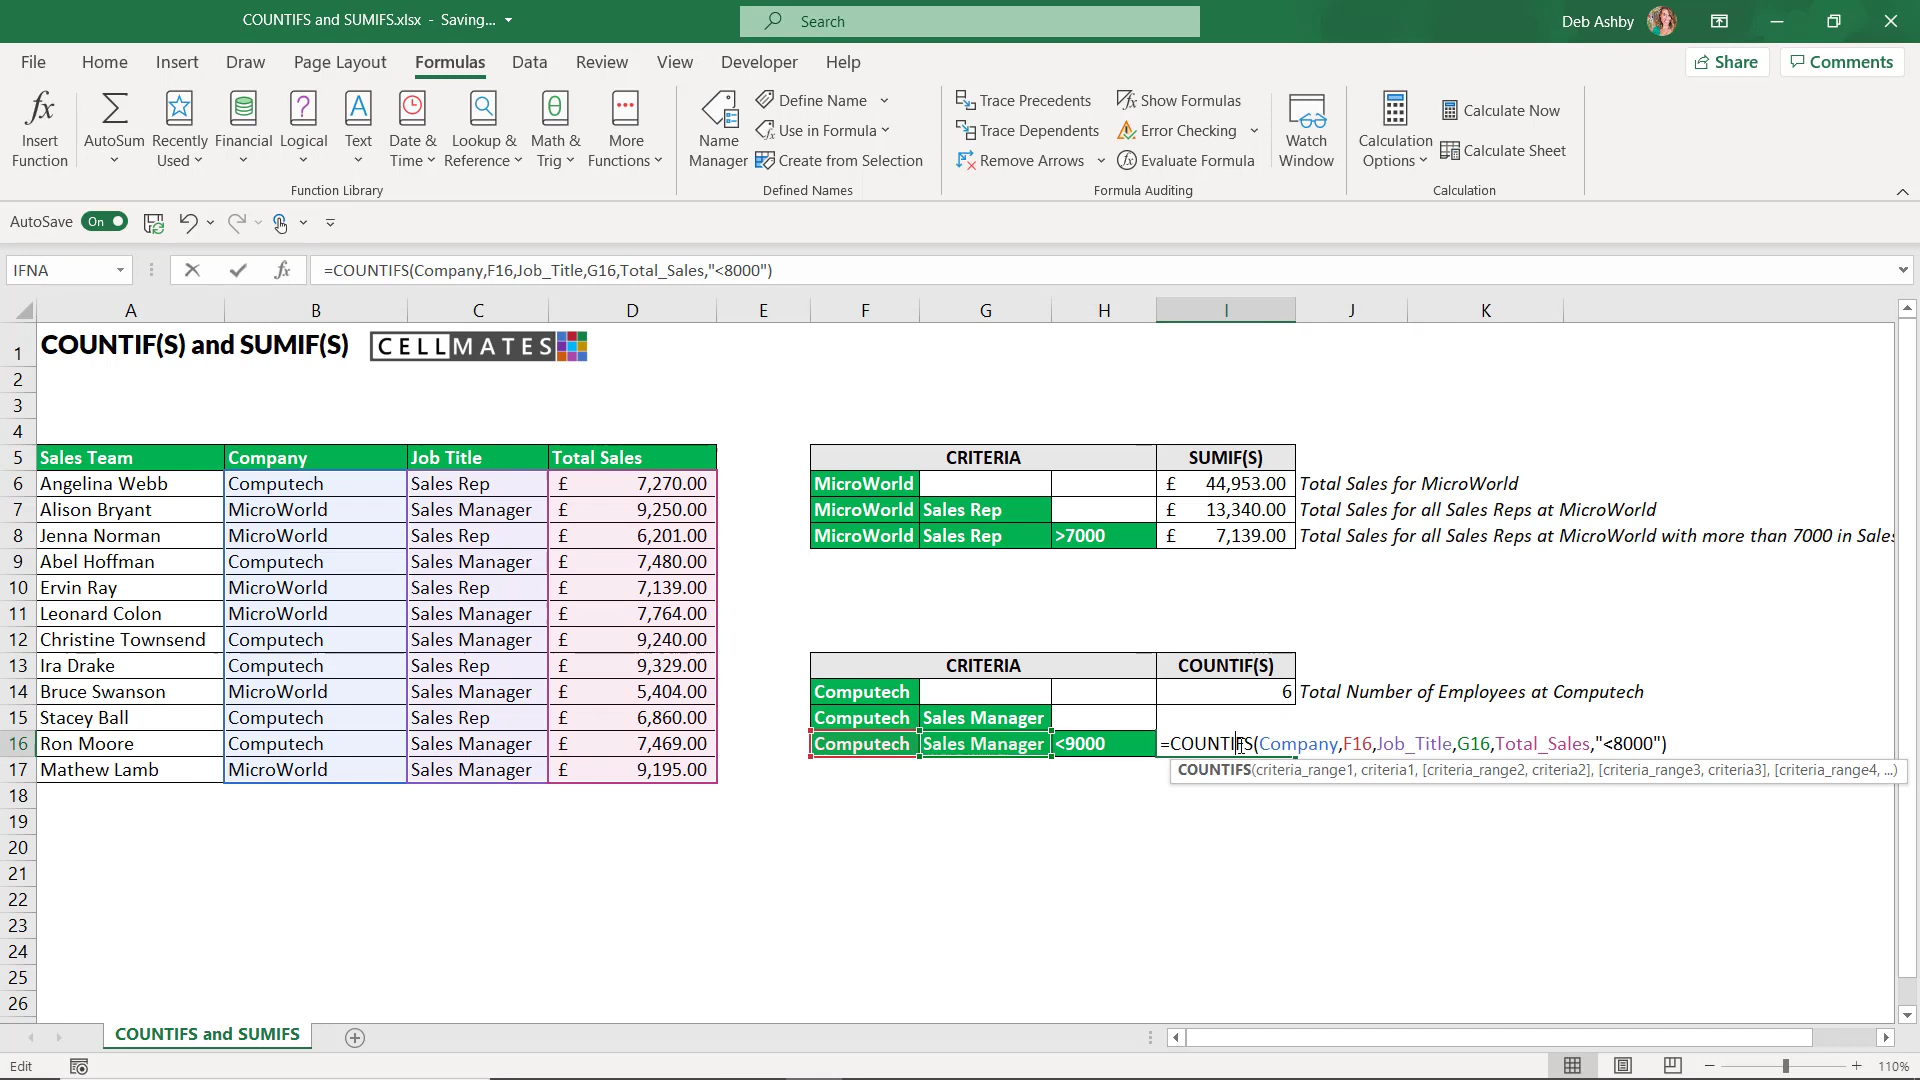 COUNTIFS and SUMIFS.xlsx - Saving...
Search
Deb Ashby
File Home Insert Draw Page Layout Formulas Data Review View Developer Help
Share Comments
Insert Function
AutoSum
Recently Used
Financial
Logical
Text
Date & Time
Lookup & Reference
Math & Trig
More Functions
Function Library
Name Manager
Define Name
Use in Formula
Create from Selection
Defined Names
Trace Precedents
Trace Dependents
Remove Arrows
Show Formulas
Error Checking
Evaluate Formula
Formula Auditing
Watch Window
Calculation Options
Calculate Now
Calculate Sheet
Calculation
AutoSave On
IFNA
fx
=COUNTIFS(Company,F16,Job_Title,G16,Total_Sales,"<8000")
A B C D E F G H I J K
1 COUNTIF(S) and SUMIF(S) CELLMATES
2
3
4
5 Sales Team Company Job Title Total Sales CRITERIA SUMIF(S)
6 Angelina Webb Computech Sales Rep £ 7,270.00 MicroWorld £ 44,953.00 Total Sales for MicroWorld
7 Alison Bryant MicroWorld Sales Manager £ 9,250.00 MicroWorld Sales Rep £ 13,340.00 Total Sales for all Sales Reps at MicroWorld
8 Jenna Norman MicroWorld Sales Rep £ 6,201.00 MicroWorld Sales Rep >7000 £ 7,139.00 Total Sales for all Sales Reps at MicroWorld with more than 7000 in Sales
9 Abel Hoffman Computech Sales Manager £ 7,480.00
10 Ervin Ray MicroWorld Sales Rep £ 7,139.00
11 Leonard Colon MicroWorld Sales Manager £ 7,764.00
12 Christine Townsend Computech Sales Manager £ 9,240.00
13 Ira Drake Computech Sales Rep £ 9,329.00 CRITERIA COUNTIF(S)
14 Bruce Swanson MicroWorld Sales Manager £ 5,404.00 Computech 6 Total Number of Employees at Computech
15 Stacey Ball Computech Sales Rep £ 6,860.00 Computech Sales Manager
16 Ron Moore Computech Sales Manager £ 7,469.00 Computech Sales Manager <9000 =COUNTIFS(Company,F16,Job_Title,G16,Total_Sales,"<8000")
17 Mathew Lamb MicroWorld Sales Manager £ 9,195.00
COUNTIFS(criteria_range1, criteria1, [criteria_range2, criteria2], [criteria_range3, criteria3], [criteria_range4, ...)
18
19
20
21
22
23
24
25
26
COUNTIFS and SUMIFS
Edit
110%